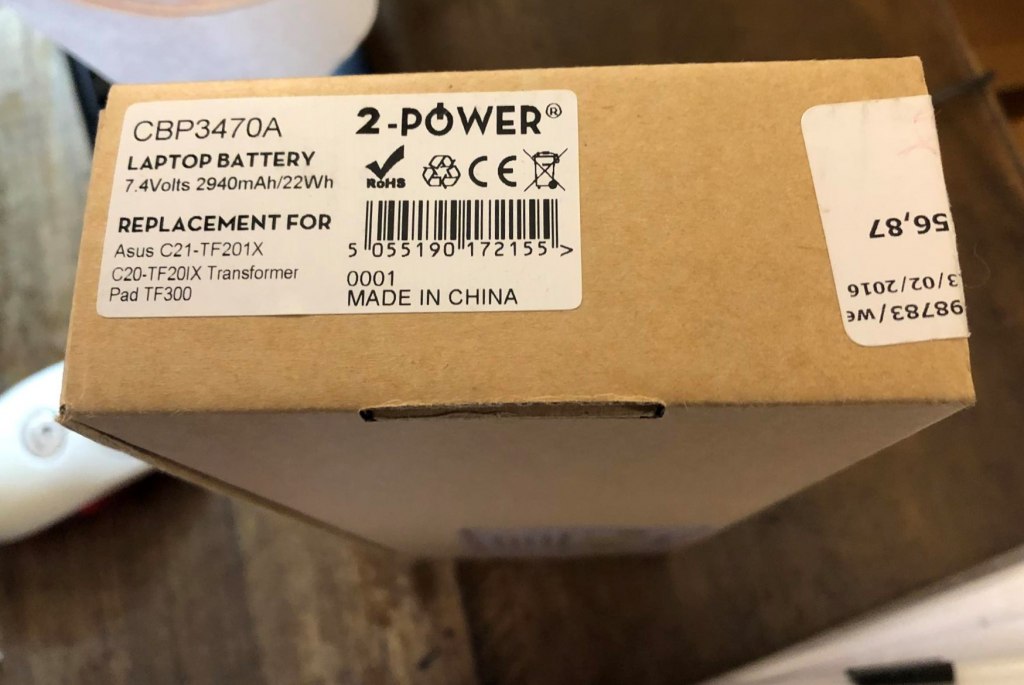 CBP3470A
LAPTOP BATTERY
7.4Volts 2940mAh/22Wh
REPLACEMENT FOR
Asus C21-TF201X
C20-TF20IX Transformer
Pad TF300
2-POWER®
RoHS
CE
5 055190 172155 >
0001
MADE IN CHINA
98783/we
3/02/2016
56,87